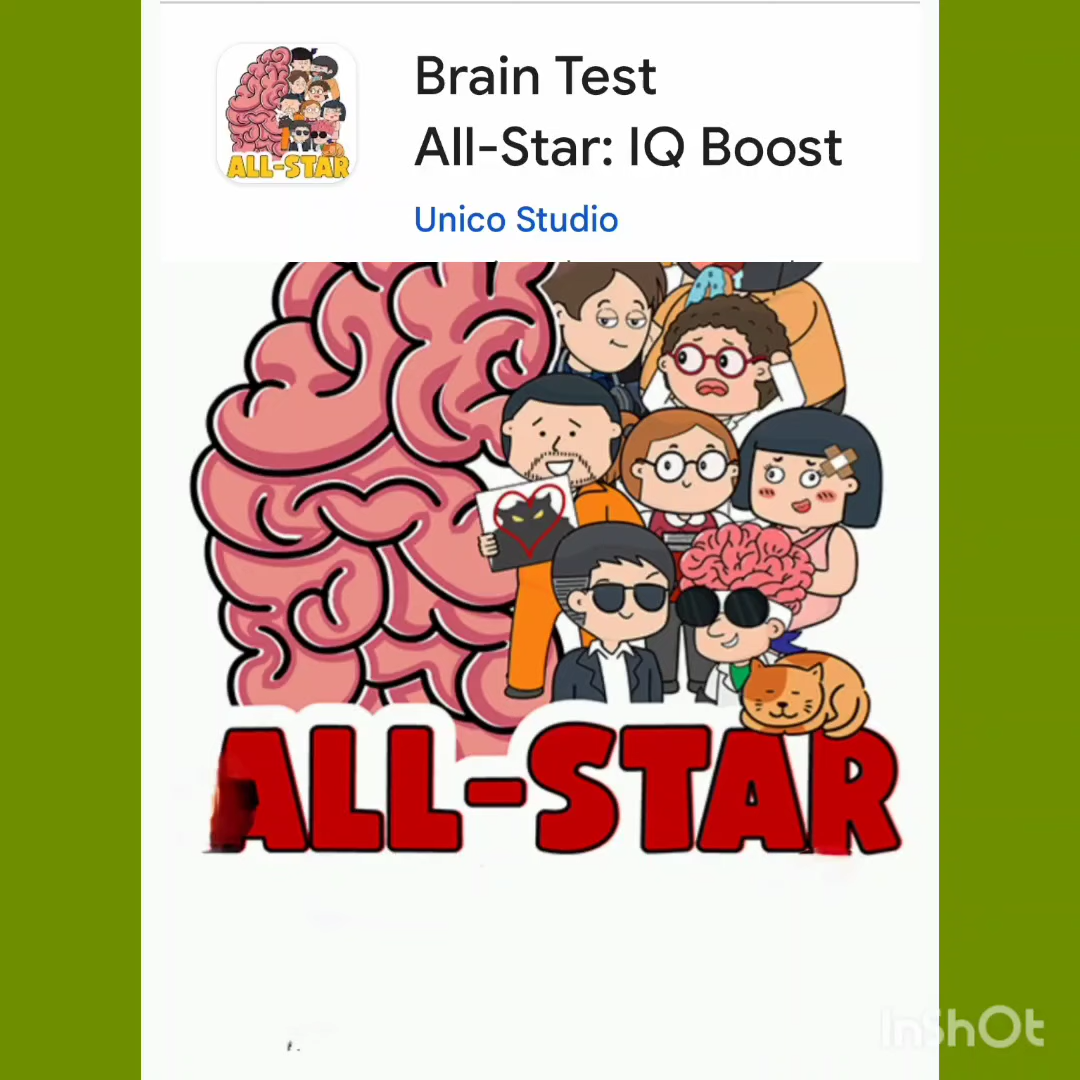 Brain Test
All-Star: IQ Boost
ALL-STAR
Unico Studio
ALL-STAR
InShOt